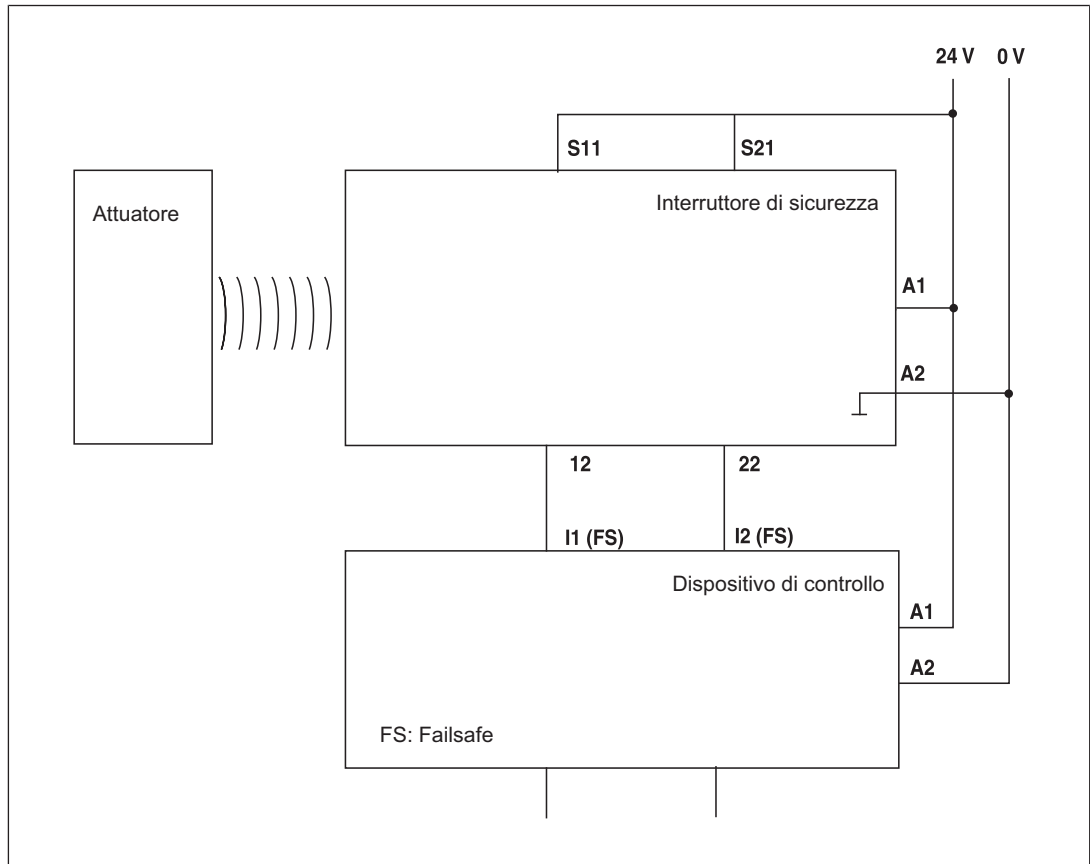 24 V 0 V
S11 S21
Attuatore
Interruttore di sicurezza
A1
A2
12 22
I1 (FS) I2 (FS)
Dispositivo di controllo
A1
A2
FS: Failsafe